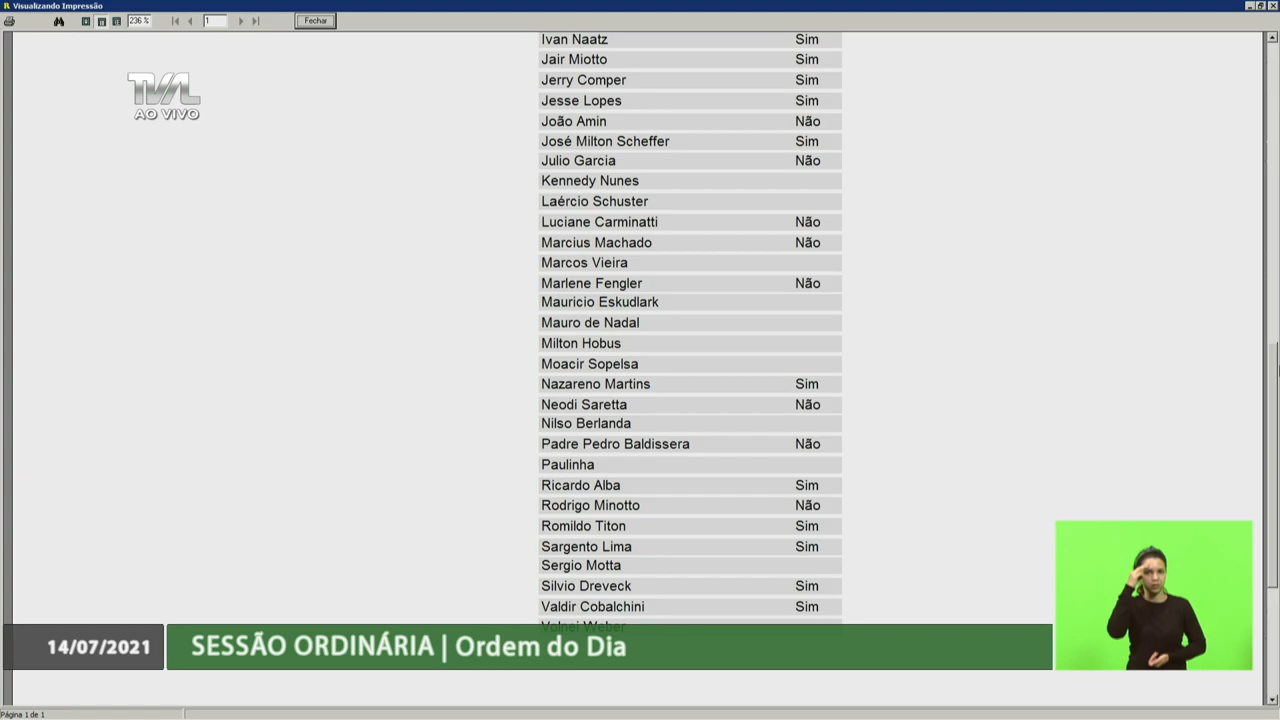 Visualizando Impressão
236 %
1
Fechar
TVAL
AO VIVO
Ivan Naatz Sim
Jair Miotto Sim
Jerry Comper Sim
Jesse Lopes Sim
João Amin Não
José Milton Scheffer Sim
Julio Garcia Não
Kennedy Nunes
Laércio Schuster
Luciane Carminatti Não
Marcius Machado Não
Marcos Vieira
Marlene Fengler Não
Mauricio Eskudlark
Mauro de Nadal
Milton Hobus
Moacir Sopelsa
Nazareno Martins Sim
Neodi Saretta Não
Nilso Berlanda
Padre Pedro Baldissera Não
Paulinha
Ricardo Alba Sim
Rodrigo Minotto Não
Romildo Titon Sim
Sargento Lima Sim
Sergio Motta
Silvio Dreveck Sim
Valdir Cobalchini Sim
Volnei Weber
14/07/2021
SESSÃO ORDINÁRIA | Ordem do Dia
Página 1 de 1